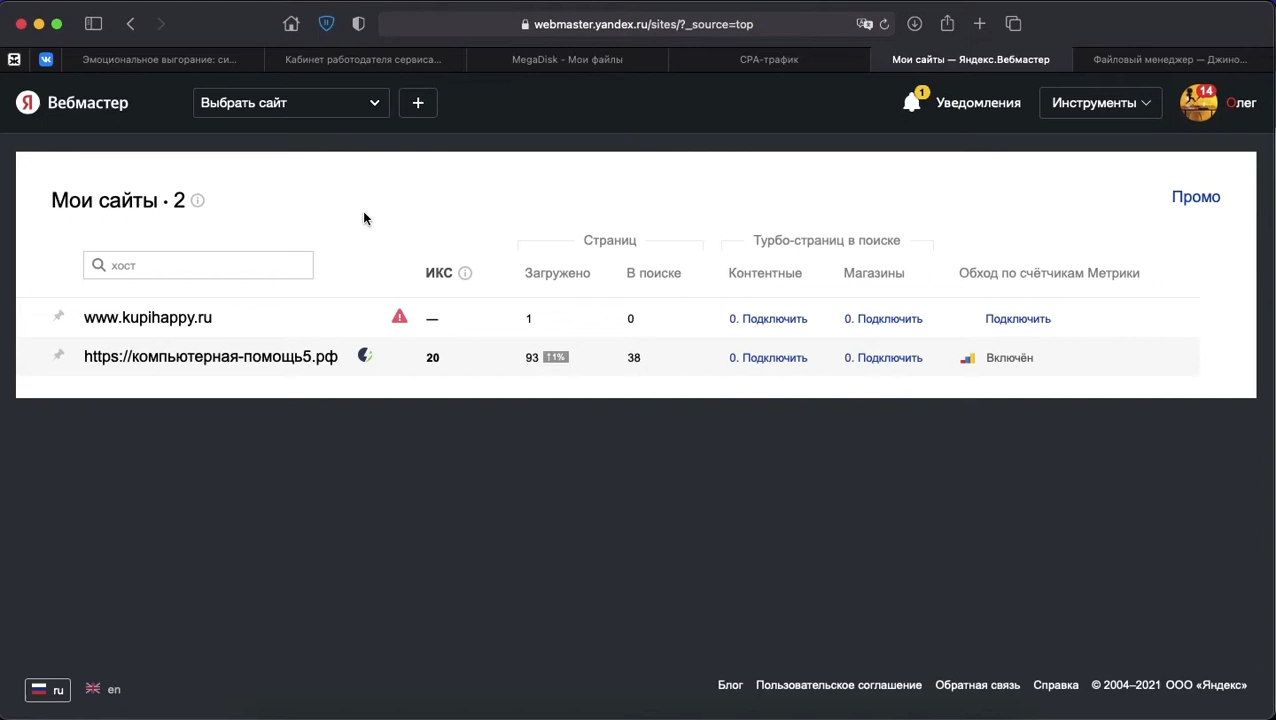 webmaster.yandex.ru/sites/?_source=top
Эмоциональное выгорание: си...
Кабинет работодателя сервиса...
MegaDisk - Мои файлы
CPA-трафик
Мои сайты — Яндекс.Вебмастер
Файловый менеджер — Джино...
Я Вебмастер
Выбрать сайт
+
1
Уведомления
Инструменты
14
Олег
Мои сайты · 2
Промо
Страниц
Турбо-страниц в поиске
хост
ИКС
Загружено
В поиске
Контентные
Магазины
Обход по счётчикам Метрики
www.kupihappy.ru
—
1
0
0. Подключить
0. Подключить
Подключить
https://компьютерная-помощь5.рф
20
93 ↑1%
38
0. Подключить
0. Подключить
Включён
ru
en
Блог
Пользовательское соглашение
Обратная связь
Справка
© 2004–2021 ООО «Яндекс»